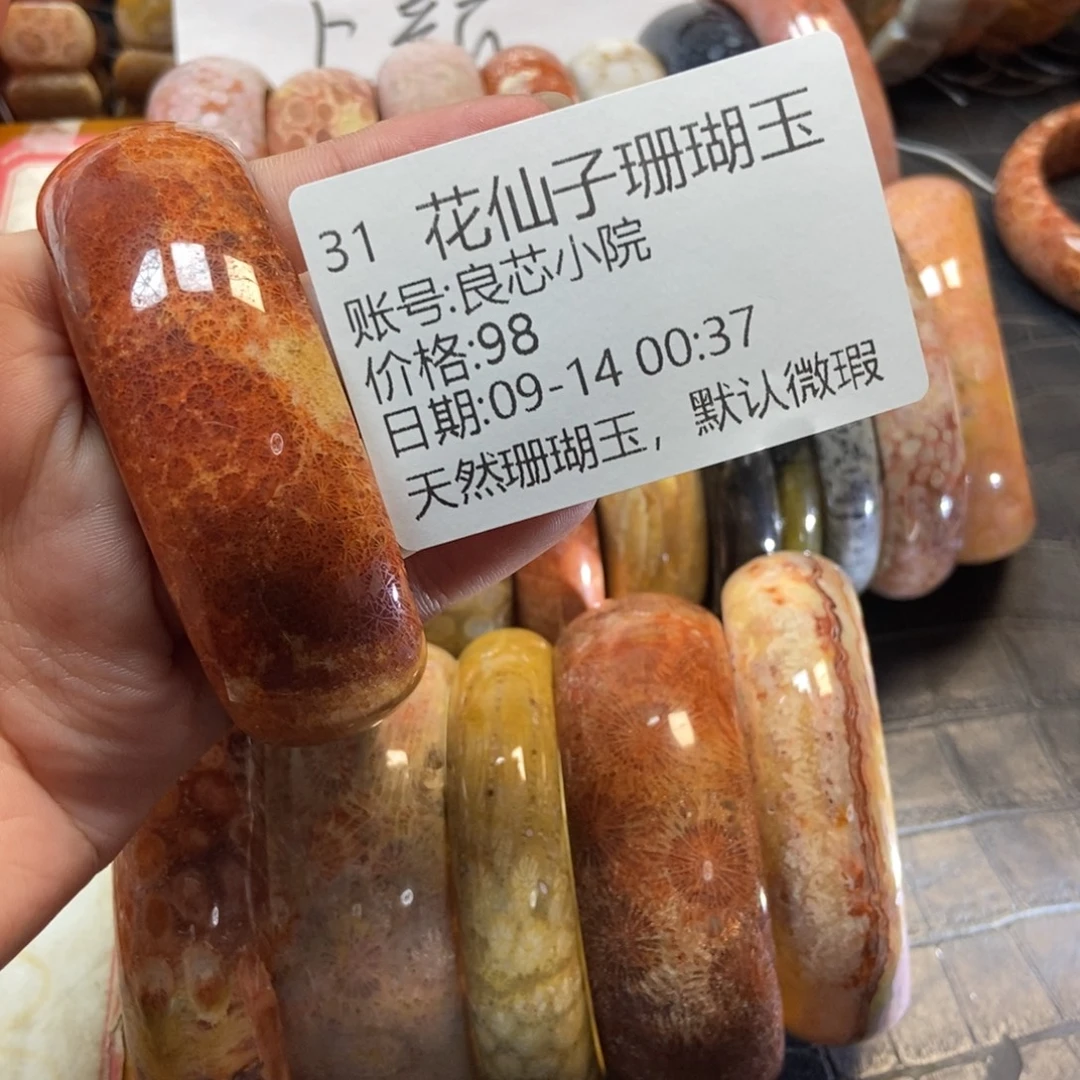 31 花仙子珊瑚玉
账号:良芯小院
价格:98
日期:09-14 00:37
天然珊瑚玉，默认微瑕